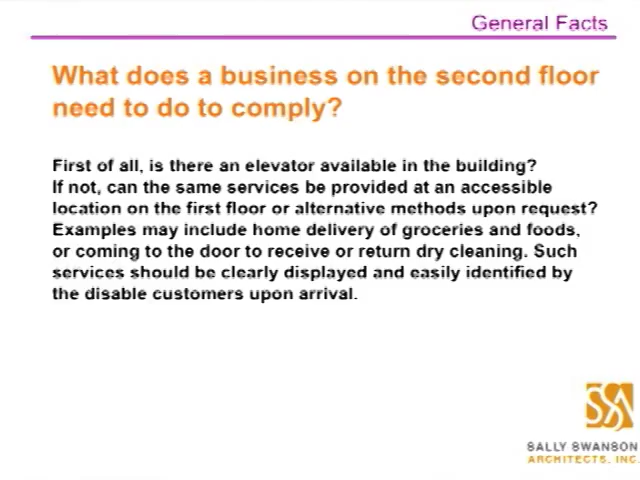 General Facts
What does a business on the second floor
need to do to comply?
First of all, is there an elevator available in the building?
If not, can the same services be provided at an accessible
location on the first floor or alternative methods upon request?
Examples may include home delivery of groceries and foods,
or coming to the door to receive or return dry cleaning. Such
services should be clearly displayed and easily identified by
the disable customers upon arrival.
SSA
SALLY SWANSON
ARCHITECTS, INC.